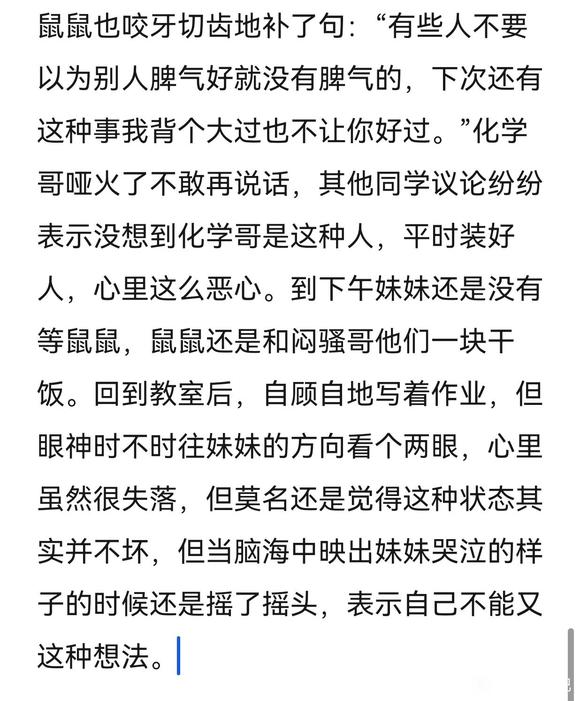 鼠鼠也咬牙切齿地补了句：“有些人不要
以为别人脾气好就没有脾气的，下次还有
这种事我背个大过也不让你好过。”化学
哥哑火了不敢再说话，其他同学议论纷纷
表示没想到化学哥是这种人，平时装好
人，心里这么恶心。到下午妹妹还是没有
等鼠鼠，鼠鼠还是和闷骚哥他们一块干
饭。回到教室后，自顾自地写着作业，但
眼神时不时往妹妹的方向看个两眼，心里
虽然很失落，但莫名还是觉得这种状态其
实并不坏，但当脑海中映出妹妹哭泣的样
子的时候还是摇了摇头，表示自己不能又
这种想法。